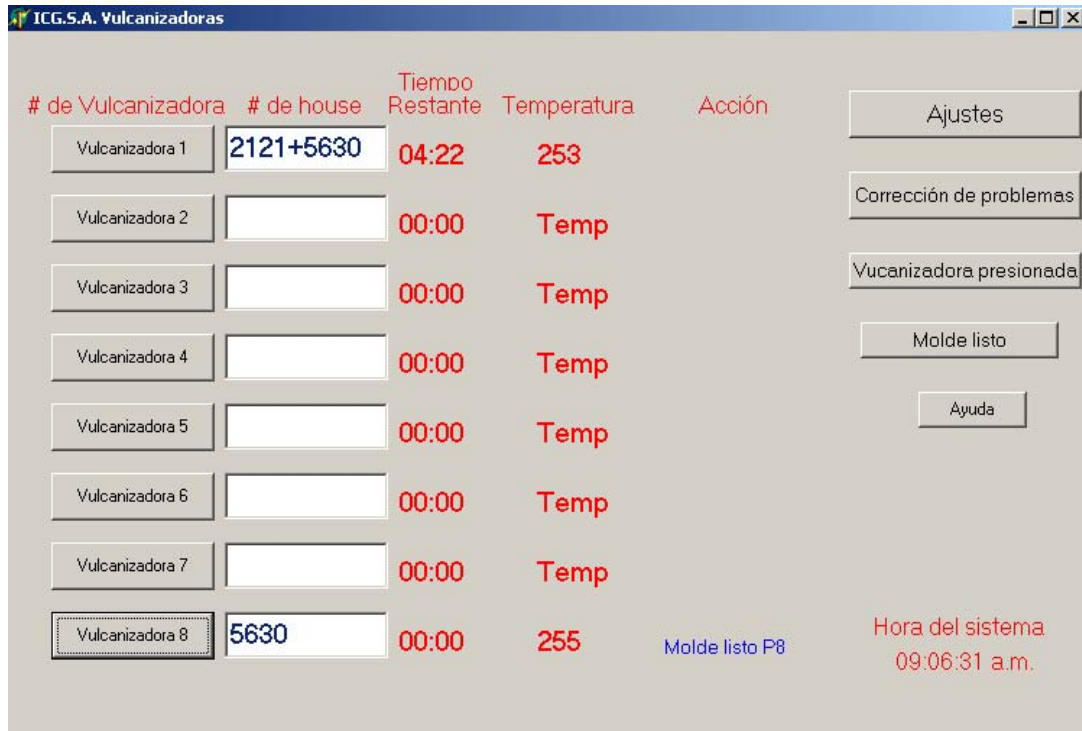 ICG.S.A. Vulcanizadoras
# de Vulcanizadora # de house Tiempo Restante Temperatura Acción
Vulcanizadora 1 2121+5630 04:22 253
Vulcanizadora 2 00:00 Temp
Vulcanizadora 3 00:00 Temp
Vulcanizadora 4 00:00 Temp
Vulcanizadora 5 00:00 Temp
Vulcanizadora 6 00:00 Temp
Vulcanizadora 7 00:00 Temp
Vulcanizadora 8 5630 00:00 255 Molde listo P8
Ajustes
Corrección de problemas
Vucanizadora presionada
Molde listo
Ayuda
Hora del sistema
09:06:31 a.m.